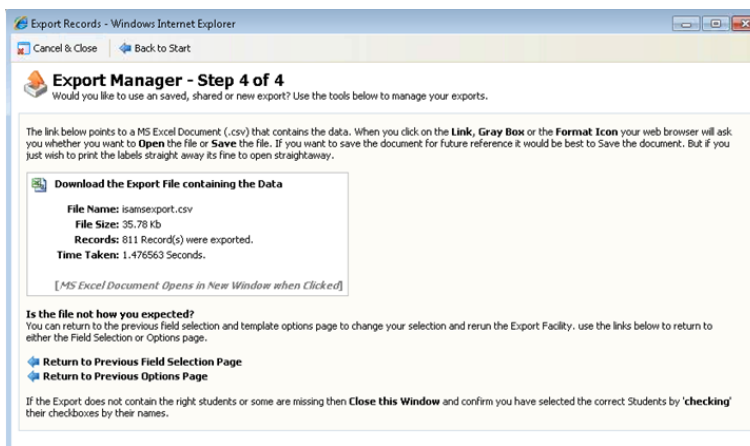 Export Records - Windows Internet Explorer
Cancel & Close Back to Start
Export Manager - Step 4 of 4
Would you like to use an saved, shared or new export? Use the tools below to manage your exports.
The link below points to a MS Excel Document (.csv) that contains the data. When you click on the Link, Gray Box or the Format Icon your web browser will ask
you whether you want to Open the file or Save the file. If you want to save the document for future reference it would be best to Save the document. But if you
just wish to print the labels straight away its fine to open straightaway.
Download the Export File containing the Data
File Name: isamsexport.csv
File Size: 35.78 Kb
Records: 811 Record(s) were exported.
Time Taken: 1.476563 Seconds.
[MS Excel Document Opens in New Window when Clicked]
Is the file not how you expected?
You can return to the previous field selection and template options page to change your selection and rerun the Export Facility. use the links below to return to
either the Field Selection or Options page.
Return to Previous Field Selection Page
Return to Previous Options Page
If the Export does not contain the right students or some are missing then Close this Window and confirm you have selected the correct Students by 'checking'
their checkboxes by their names.